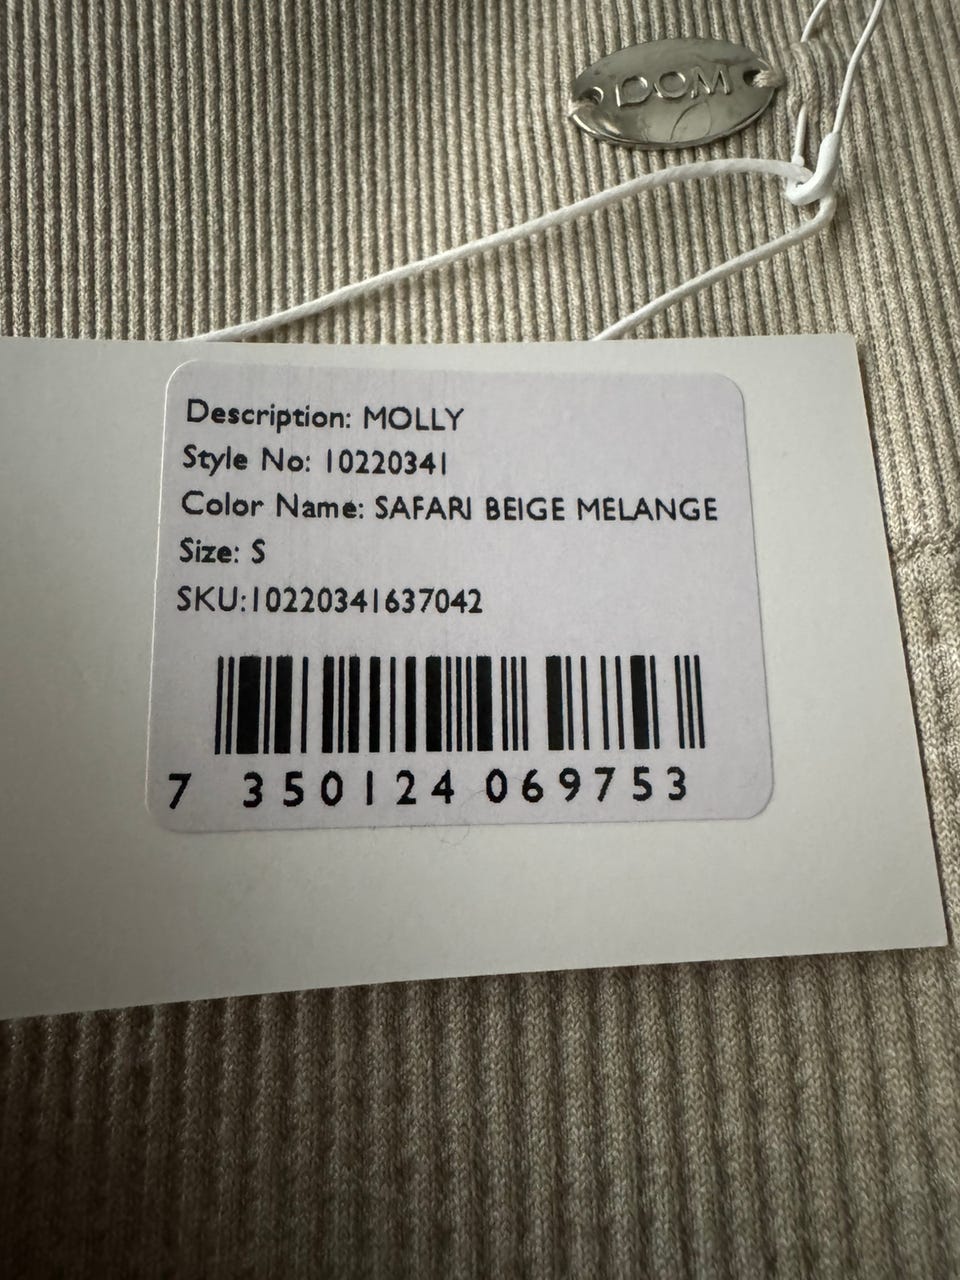 DOM
Description: MOLLY
Style No: 10220341
Color Name: SAFARI BEIGE MELANGE
Size: S
SKU:10220341637042
7 350124 069753